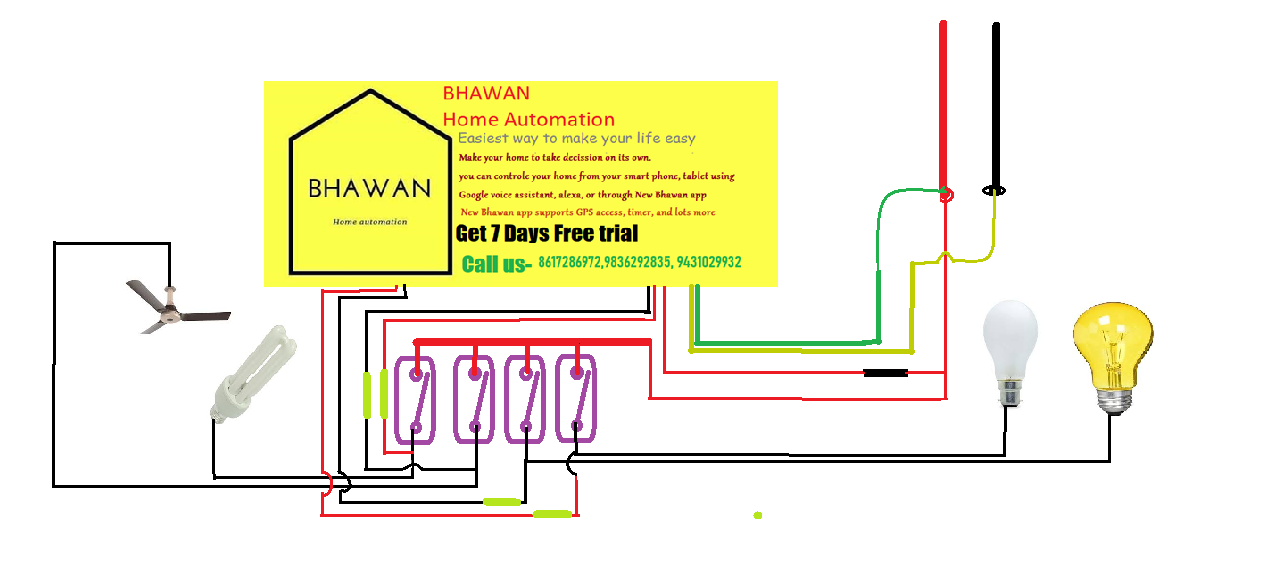 BHAWAN
Home Automation
Easiest way to make your life easy
Make your home to take decission on its own.
you can controle your home from your smart phone, tablet using
Google voice assistant, alexa, or through New Bhawan app
New Bhawan app supports GPS access, timer, and lots more
Get 7 Days Free trial
Call us- 8617286972,9836292835, 9431029932
BHAWAN
Home automation